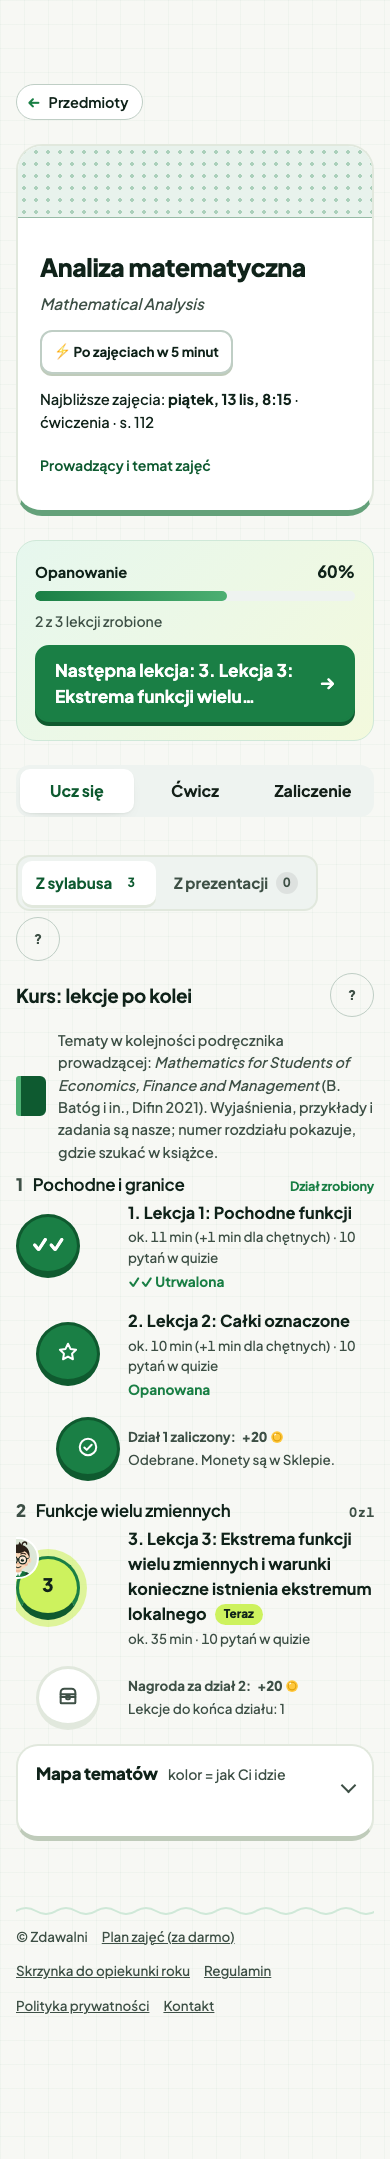 ← Przedmioty
Analiza matematyczna
Mathematical Analysis
⚡ Po zajęciach w 5 minut
Najbliższe zajęcia: piątek, 13 lis, 8:15 ·
ćwiczenia · s. 112
Prowadzący i temat zajęć
Opanowanie 60%
2 z 3 lekcji zrobione
Następna lekcja: 3. Lekcja 3:
Ekstrema funkcji wielu... →
Ucz się Ćwicz Zaliczenie
Z sylabusa 3 Z prezentacji 0
?
Kurs: lekcje po kolei ?
Tematy w kolejności podręcznika
prowadzącej: Mathematics for Students of
Economics, Finance and Management (B.
Batóg i in., Difin 2021). Wyjaśnienia, przykłady i
zadania są nasze; numer rozdziału pokazuje,
gdzie szukać w książce.
1 Pochodne i granice Dział zrobiony
1. Lekcja 1: Pochodne funkcji
ok. 11 min (+1 min dla chętnych) · 10
pytań w quizie
✓✓ Utrwalona
2. Lekcja 2: Całki oznaczone
ok. 10 min (+1 min dla chętnych) · 10
pytań w quizie
Opanowana
Dział 1 zaliczony: +20
Odebrane. Monety są w Sklepie.
2 Funkcje wielu zmiennych 0z1
3
3. Lekcja 3: Ekstrema funkcji
wielu zmiennych i warunki
konieczne istnienia ekstremum
lokalnego Teraz
ok. 35 min · 10 pytań w quizie
Nagroda za dział 2: +20
Lekcje do końca działu: 1
Mapa tematów kolor = jak Ci idzie
© Zdawalni Plan zajęć (za darmo)
Skrzynka do opiekunki roku Regulamin
Polityka prywatności Kontakt